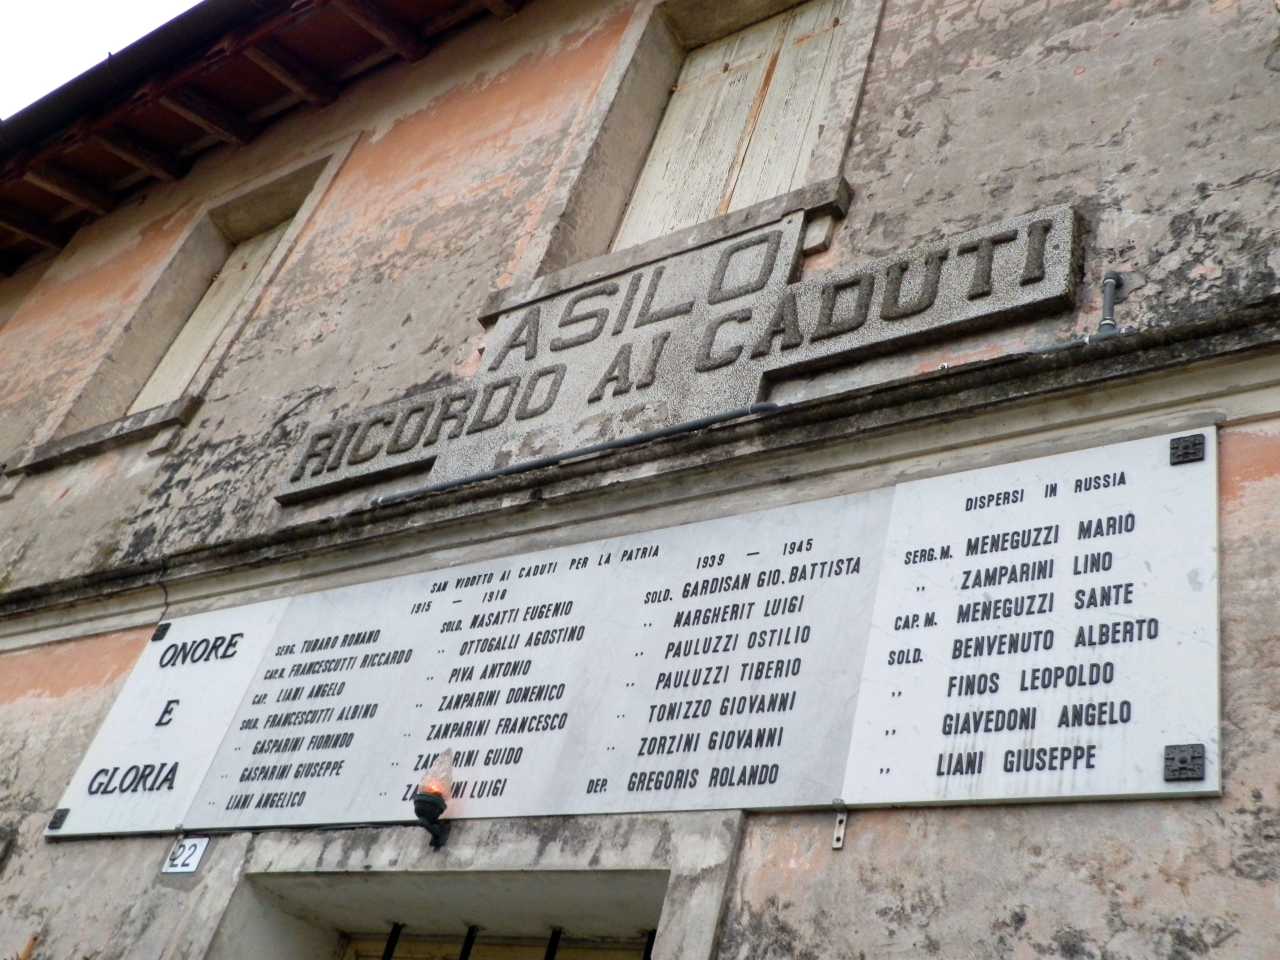 ASILO
RICORDO AI CADUTI
ONORE
E
GLORIA
SAN VIDOTTO AI CADUTI PER LA PATRIA
1915 — 1918
SERG. TUBARO ROMANO
CAP.M. FRANCESCUTTI RICCARDO
CAP. LIANI ANGELO
SOLD. FRANCESCUTTI ALBINO
,, GASPARINI FIORINDO
,, GASPARINI GIUSEPPE
,, LIANI ANGELICO
SOLD. MASATTI EUGENIO
,, OTTOGALLI AGOSTINO
,, PIVA ANTONIO
,, ZANPARINI DOMENICO
,, ZAMPARINI FRANCESCO
,, ZAMPARINI GUIDO
,, LUIGI
1939 — 1945
SOLD. GARDISAN GIO. BATTISTA
,, MARGHERIT LUIGI
,, PAULUZZI OSTILIO
,, PAULUZZI TIBERIO
,, TONIZZO GIOVANNI
,, ZORZINI GIOVANNI
DEP. GREGORIS ROLANDO
DISPERSI IN RUSSIA
SERG.M. MENEGUZZI MARIO
,, ZAMPARINI LINO
CAP. M. MENEGUZZI SANTE
SOLD. BENVENUTO ALBERTO
,, FINOS LEOPOLDO
,, GIAVEDONI ANGELO
,, LIANI GIUSEPPE
22